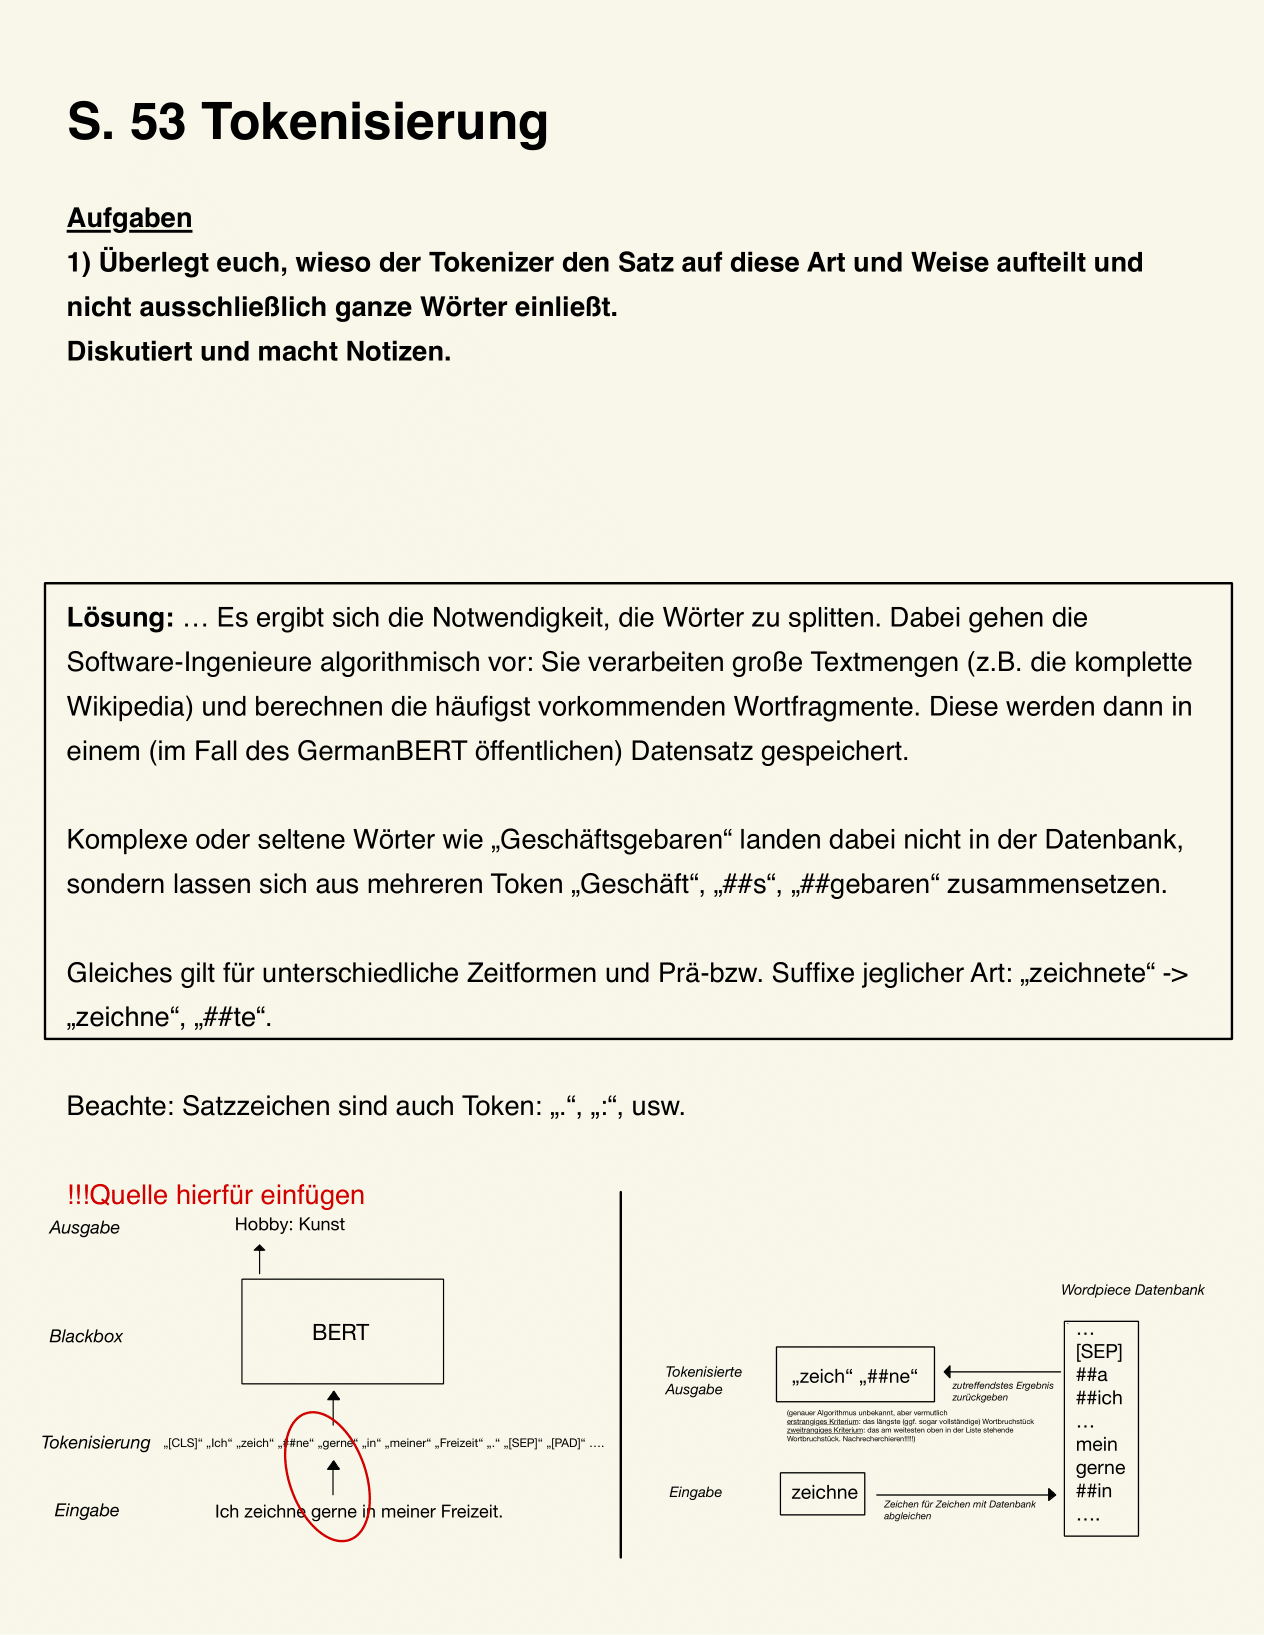 S. 53 Tokenisierung
Aufgaben
1) Überlegt euch, wieso der Tokenizer den Satz auf diese Art und Weise aufteilt und
nicht ausschließlich ganze Wörter einließt.
Diskutiert und macht Notizen.
Lösung: … Es ergibt sich die Notwendigkeit, die Wörter zu splitten. Dabei gehen die
Software-Ingenieure algorithmisch vor: Sie verarbeiten große Textmengen (z.B. die komplette
Wikipedia) und berechnen die häufigst vorkommenden Wortfragmente. Diese werden dann in
einem (im Fall des GermanBERT öffentlichen) Datensatz gespeichert.
Komplexe oder seltene Wörter wie „Geschäftsgebaren“ landen dabei nicht in der Datenbank,
sondern lassen sich aus mehreren Token „Geschäft“, „##s“, „##gebaren“ zusammensetzen.
Gleiches gilt für unterschiedliche Zeitformen und Prä-bzw. Suffixe jeglicher Art: „zeichnete“ ->
„zeichne“, „##te“.
Beachte: Satzzeichen sind auch Token: „.“, „:“, usw.
!!!Quelle hierfür einfügen
Ausgabe
Hobby: Kunst
Blackbox
BERT
Tokenisierung
„[CLS]“ „Ich“ „zeich“ „##ne“ „gerne“ „in“ „meiner“ „Freizeit“ „.“ „[SEP]“ „[PAD]“ ….
Eingabe
Ich zeichne gerne in meiner Freizeit.
Wordpiece Datenbank
…
[SEP]
##a
##ich
…
mein
gerne
##in
….
Tokenisierte
Ausgabe
„zeich“ „##ne“
zutreffendstes Ergebnis
zurückgeben
(genauer Algorithmus unbekannt, aber vermutlich
erstrangiges Kriterium: das längste (ggf. sogar vollständige) Wortbruchstück
zweitrangiges Kriterium: das am weitesten oben in der Liste stehende
Wortbruchstück. Nachrecherchieren!!!!!)
Eingabe
zeichne
Zeichen für Zeichen mit Datenbank
abgleichen